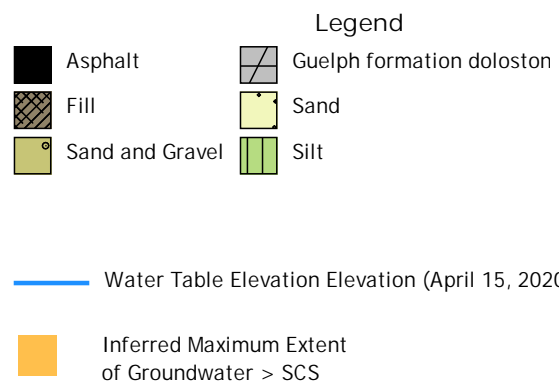 Legend
Asphalt
Guelph formation doloston
Fill
Sand
Sand and Gravel
Silt
Water Table Elevation Elevation (April 15, 2020
Inferred Maximum Extent
of Groundwater > SCS